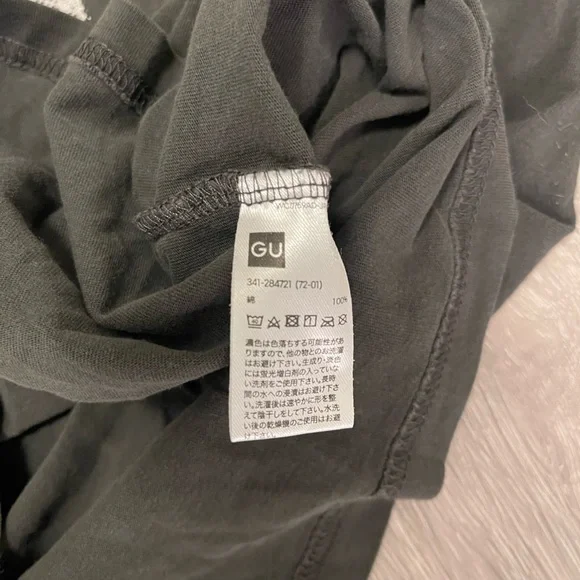 GU
341-284721 (72-01)
綿 100%
濃色は色落ちする可能性があ
りますので、他の物とのお洗濯
はお避け下さい。生成り・淡色
には蛍光増白剤の入っていな
い洗剤をご使用下さい。長時
間の水への浸漬はお避け下さ
い。洗濯後は速やかに形を整
えて陰干しをして下さい。水洗
い後の乾燥機のご使用はお避
け下さい。